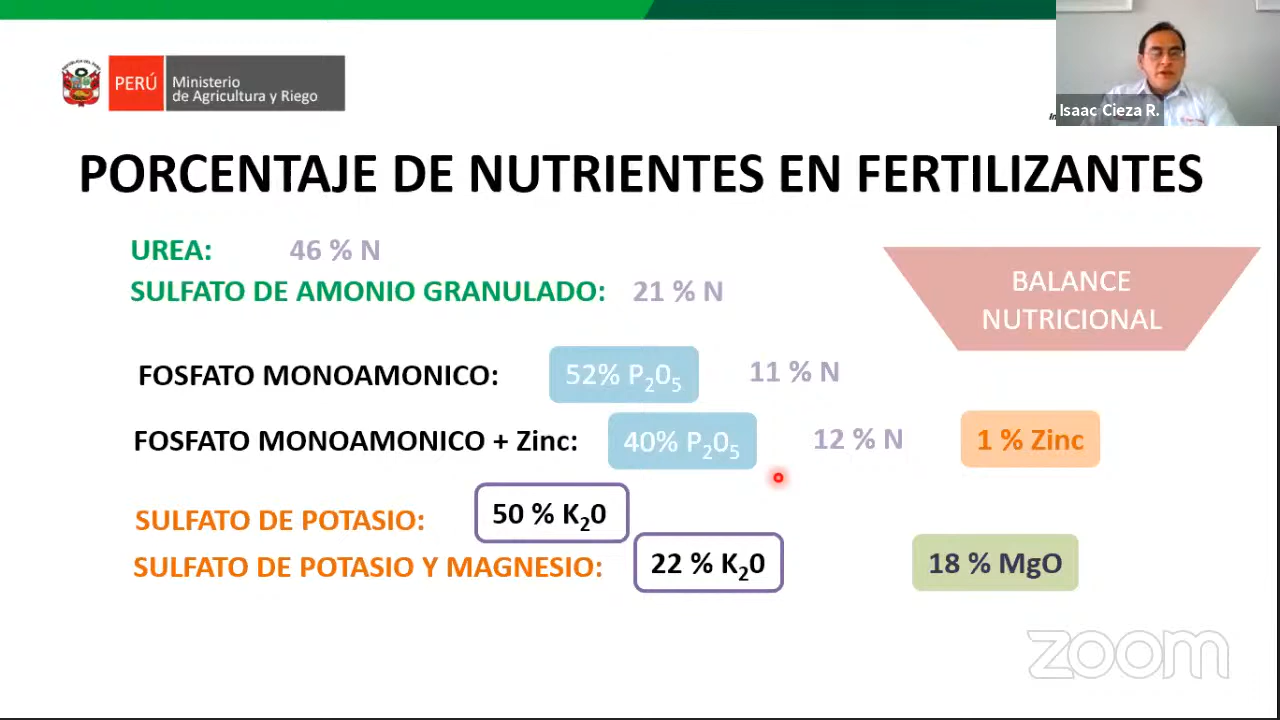 PERÚ
Ministerio
de Agricultura y Riego
Isaac Cieza R.
PORCENTAJE DE NUTRIENTES EN FERTILIZANTES
UREA: 46 % N
SULFATO DE AMONIO GRANULADO: 21 % N
BALANCE
NUTRICIONAL
FOSFATO MONOAMONICO: 52% P₂0₅ 11 % N
FOSFATO MONOAMONICO + Zinc: 40% P₂0₅ 12 % N 1 % Zinc
SULFATO DE POTASIO: 50 % K₂0
SULFATO DE POTASIO Y MAGNESIO: 22 % K₂0 18 % MgO
zoom